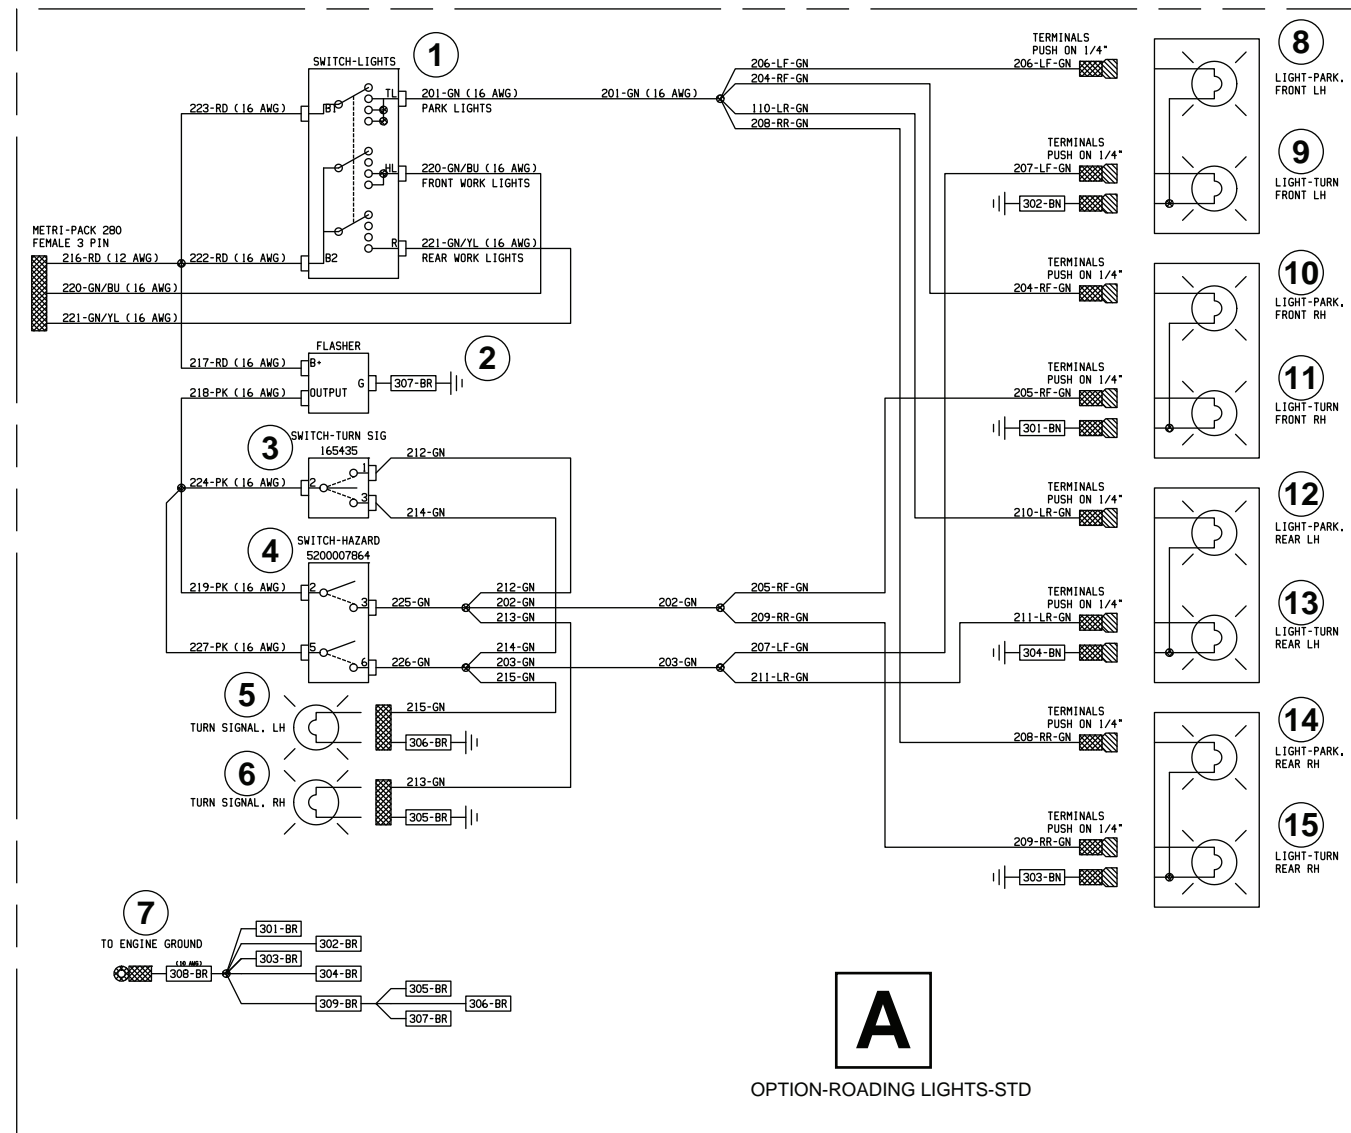 1
SWITCH-LIGHTS
223-RD (16 AWG)
B1
TL
201-GN (16 AWG)
PARK LIGHTS
201-GN (16 AWG)
HL
220-GN/BU (16 AWG)
FRONT WORK LIGHTS
R
221-GN/YL (16 AWG)
REAR WORK LIGHTS
METRI-PACK 280
FEMALE 3 PIN
216-RD (12 AWG)
222-RD (16 AWG)
B2
220-GN/BU (16 AWG)
221-GN/YL (16 AWG)
FLASHER
2
217-RD (16 AWG)
B+
G
307-BR
218-PK (16 AWG)
OUTPUT
3
SWITCH-TURN SIG
165435
212-GN
1
224-PK (16 AWG)
2
3
214-GN
4
SWITCH-HAZARD
5200007864
219-PK (16 AWG)
2
3
225-GN
212-GN
202-GN
213-GN
202-GN
205-RF-GN
209-RR-GN
227-PK (16 AWG)
5
6
226-GN
214-GN
203-GN
215-GN
203-GN
207-LF-GN
211-LR-GN
5
TURN SIGNAL, LH
215-GN
306-BR
6
TURN SIGNAL, RH
213-GN
305-BR
7
TO ENGINE GROUND
(10 AWG)
308-BR
301-BR
302-BR
303-BR
304-BR
309-BR
305-BR
306-BR
307-BR
206-LF-GN
204-RF-GN
110-LR-GN
208-RR-GN
TERMINALS
PUSH ON 1/4"
206-LF-GN
8
LIGHT-PARK,
FRONT LH
TERMINALS
PUSH ON 1/4"
207-LF-GN
302-BN
9
LIGHT-TURN
FRONT LH
TERMINALS
PUSH ON 1/4"
204-RF-GN
10
LIGHT-PARK,
FRONT RH
TERMINALS
PUSH ON 1/4"
205-RF-GN
301-BN
11
LIGHT-TURN
FRONT RH
TERMINALS
PUSH ON 1/4"
210-LR-GN
12
LIGHT-PARK,
REAR LH
TERMINALS
PUSH ON 1/4"
211-LR-GN
304-BN
13
LIGHT-TURN
REAR LH
TERMINALS
PUSH ON 1/4"
208-RR-GN
14
LIGHT-PARK,
REAR RH
TERMINALS
PUSH ON 1/4"
209-RR-GN
303-BN
15
LIGHT-TURN
REAR RH
A
OPTION-ROADING LIGHTS-STD